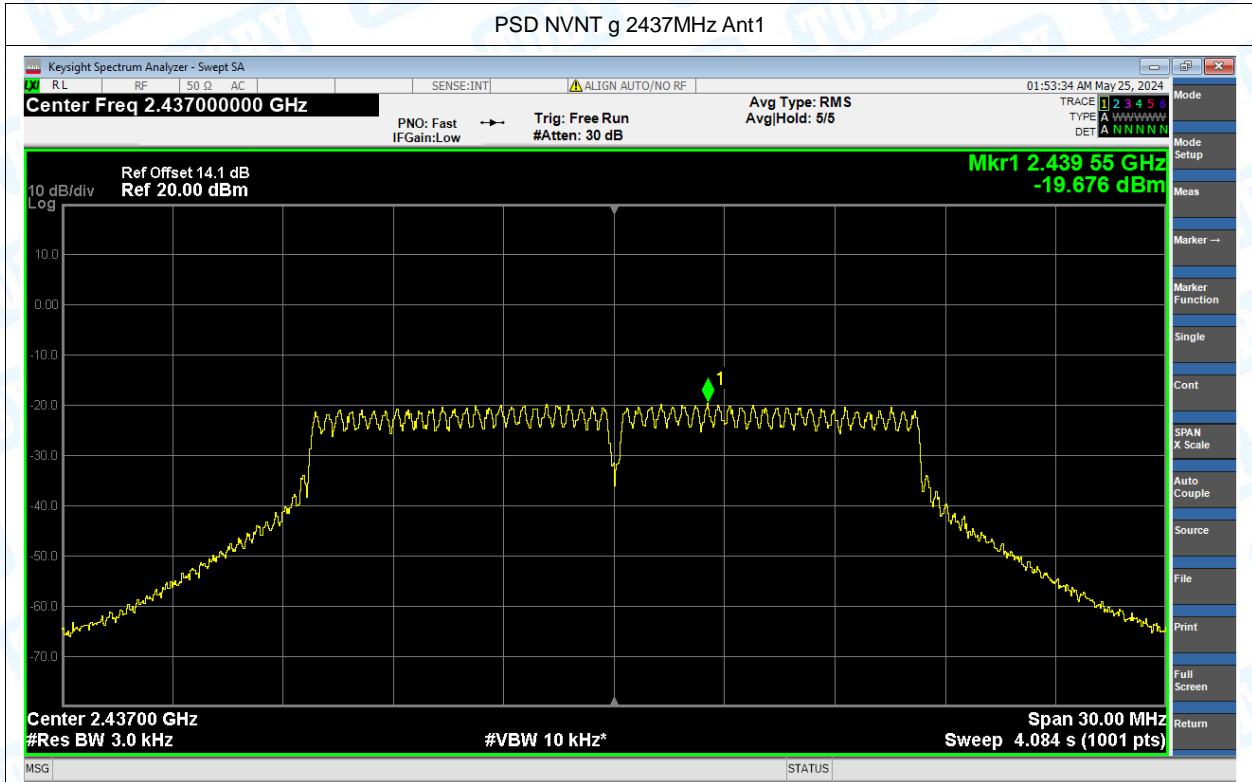 PSD NVNT g 2437MHz Ant1
Keysight Spectrum Analyzer - Swept SA
LXI RL RF 50 Ω AC SENSE:INT ALIGN AUTO/NO RF 01:53:34 AM May 25, 2024
Center Freq 2.437000000 GHz
PNO: Fast
IFGain:Low
Trig: Free Run
#Atten: 30 dB
Avg Type: RMS
Avg|Hold: 5/5
TRACE 1 2 3 4 5 6
TYPE A WWWWW
DET A N N N N N
Ref Offset 14.1 dB
10 dB/div Ref 20.00 dBm
Log
Mkr1 2.439 55 GHz
-19.676 dBm
10.0
0.00
-10.0
-20.0
-30.0
-40.0
-50.0
-60.0
-70.0
1
Center 2.43700 GHz
Span 30.00 MHz
#Res BW 3.0 kHz
#VBW 10 kHz*
Sweep 4.084 s (1001 pts)
MSG
STATUS
Mode
Mode
Setup
Meas
Marker →
Marker
Function
Single
Cont
SPAN
X Scale
Auto
Couple
Source
File
Print
Full
Screen
Return
TOBY